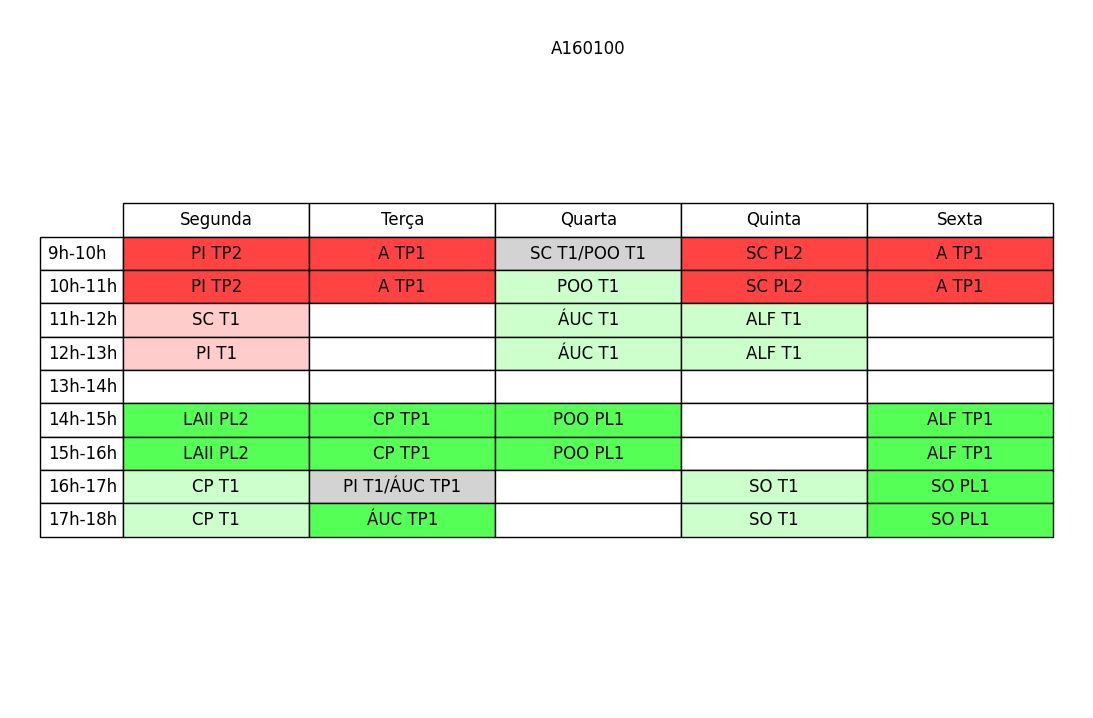 A160100
Segunda Terça Quarta Quinta Sexta
9h-10h PI TP2 A TP1 SC T1/POO T1 SC PL2 A TP1
10h-11h PI TP2 A TP1 POO T1 SC PL2 A TP1
11h-12h SC T1 ÁUC T1 ALF T1
12h-13h PI T1 ÁUC T1 ALF T1
13h-14h
14h-15h LAII PL2 CP TP1 POO PL1 ALF TP1
15h-16h LAII PL2 CP TP1 POO PL1 ALF TP1
16h-17h CP T1 PI T1/ÁUC TP1 SO T1 SO PL1
17h-18h CP T1 ÁUC TP1 SO T1 SO PL1